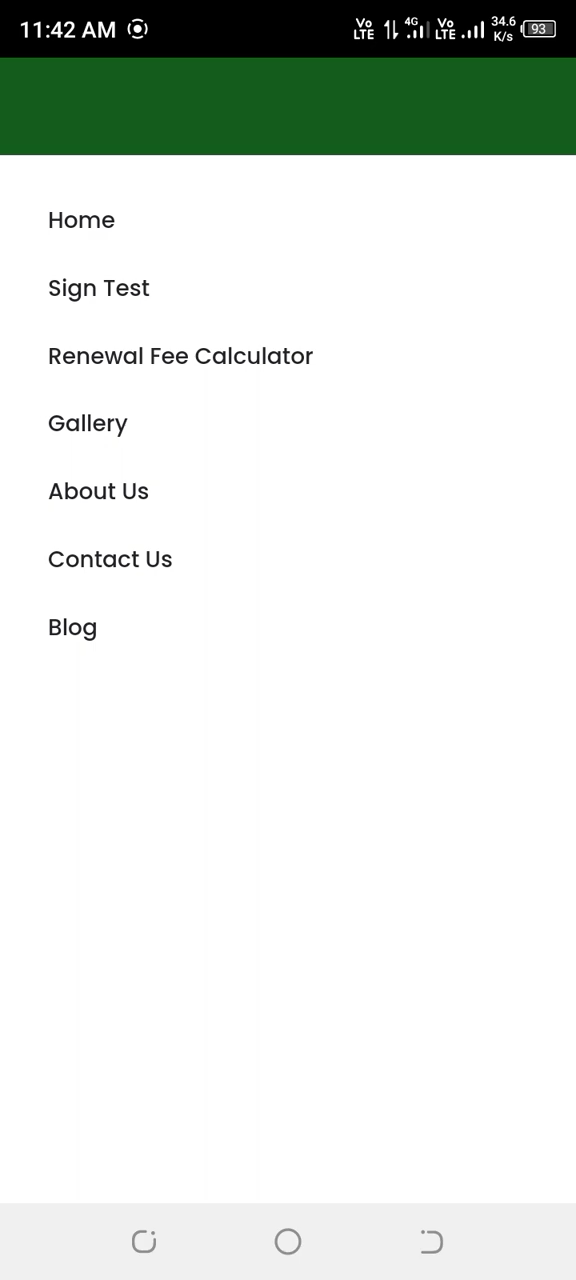 11:42 AM Vo LTE 4G Vo LTE 34.6 K/s 93
Home
Sign Test
Renewal Fee Calculator
Gallery
About Us
Contact Us
Blog